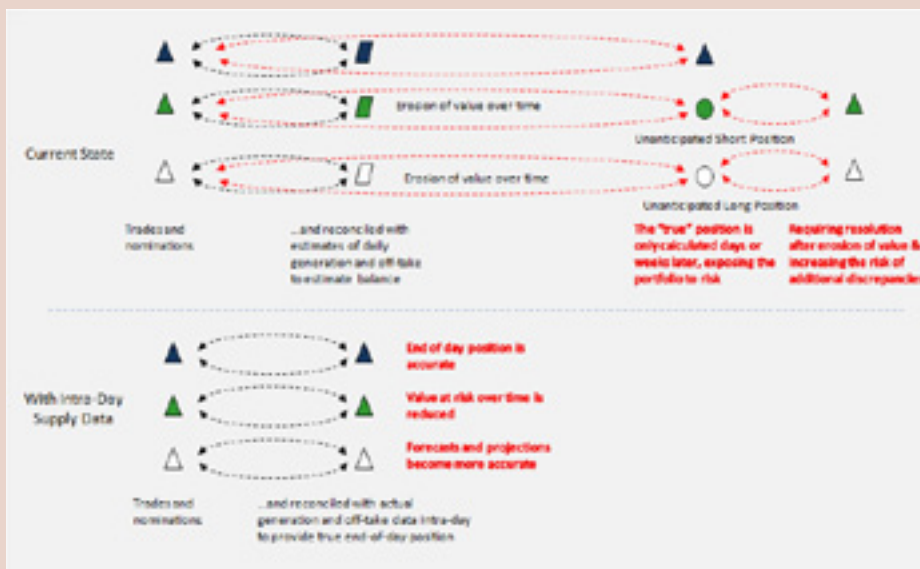 Erosion of value over time
Unanticipated Short Position
Current State
Erosion of value over time
Unanticipated Long Position
Trades and
nominations
...and reconciled with
estimates of daily
generation and off-take
to estimate balance
The "true" position is
only calculated days or
weeks later, exposing the
portfolio to risk
Requiring resolution
after erosion of value &
increasing the risk of
additional discrepancies
End of day position is
accurate
With Intra-Day
Supply Data
Value at risk over time is
reduced
Forecasts and projections
become more accurate
Trades and
nominations
...and reconciled with actual
generation and off-take data intra-day
to provide true end-of-day position